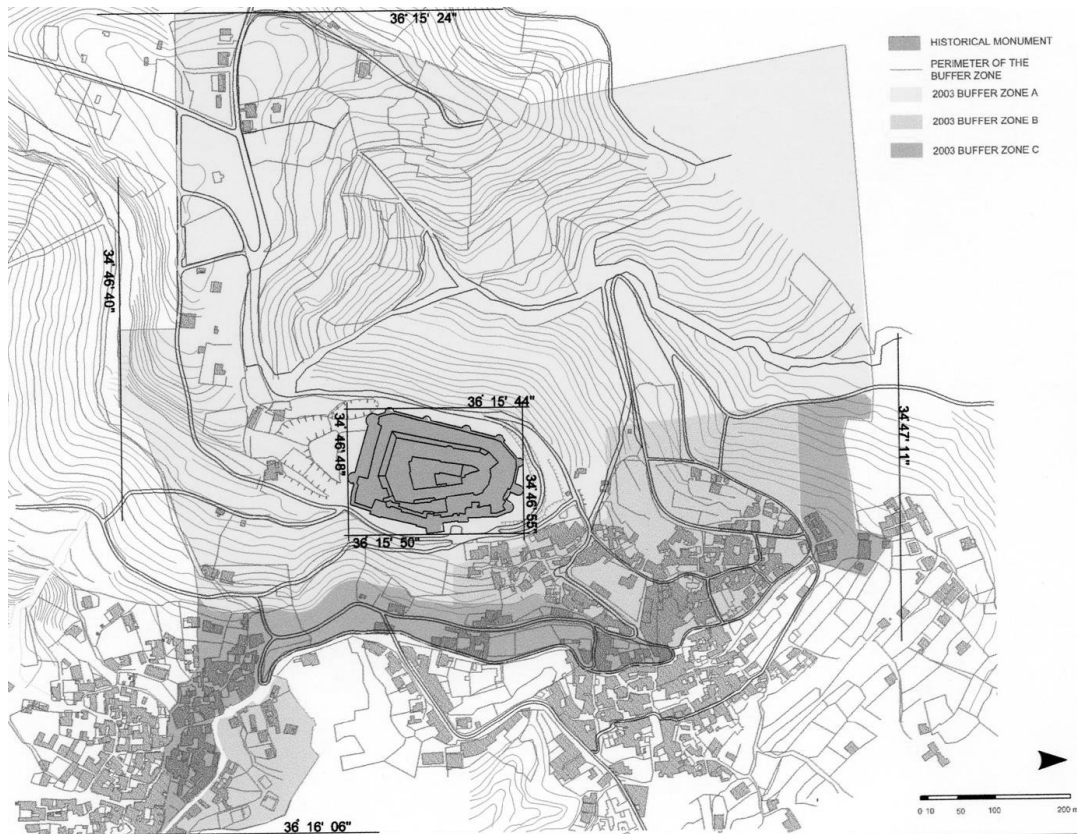 36° 15' 24"
HISTORICAL MONUMENT
PERIMETER OF THE
BUFFER ZONE
2003 BUFFER ZONE A
2003 BUFFER ZONE B
2003 BUFFER ZONE C
34° 46' 40"
36° 15' 44"
34° 46' 48"
34° 46' 55"
36° 15' 50"
34° 47' 11"
0 10 50 100 200 m
36° 16' 06"